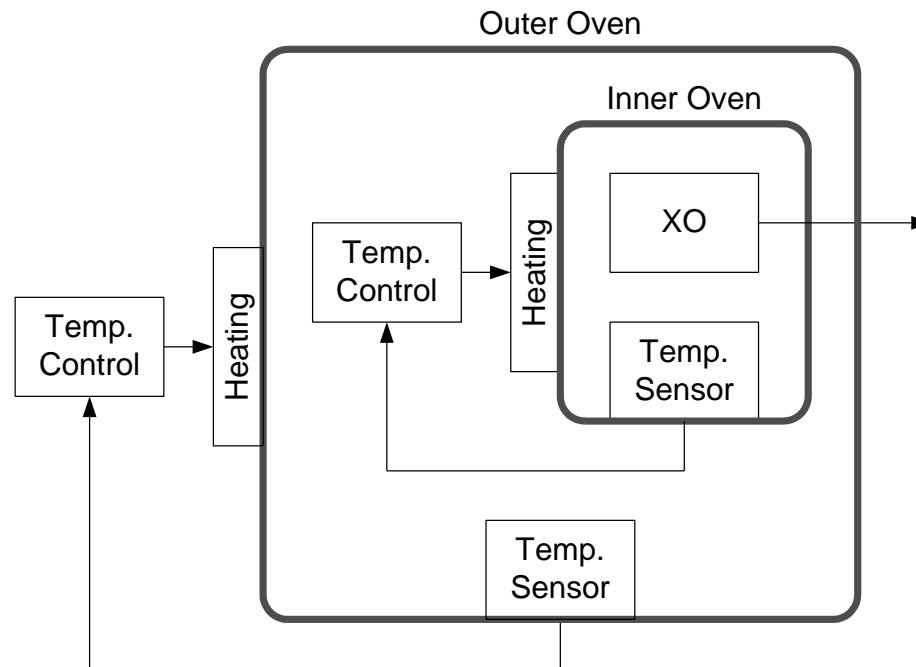 Outer Oven
Inner Oven
XO
Temp.
Control
Heating
Temp.
Control
Heating
Temp.
Sensor
Temp.
Sensor